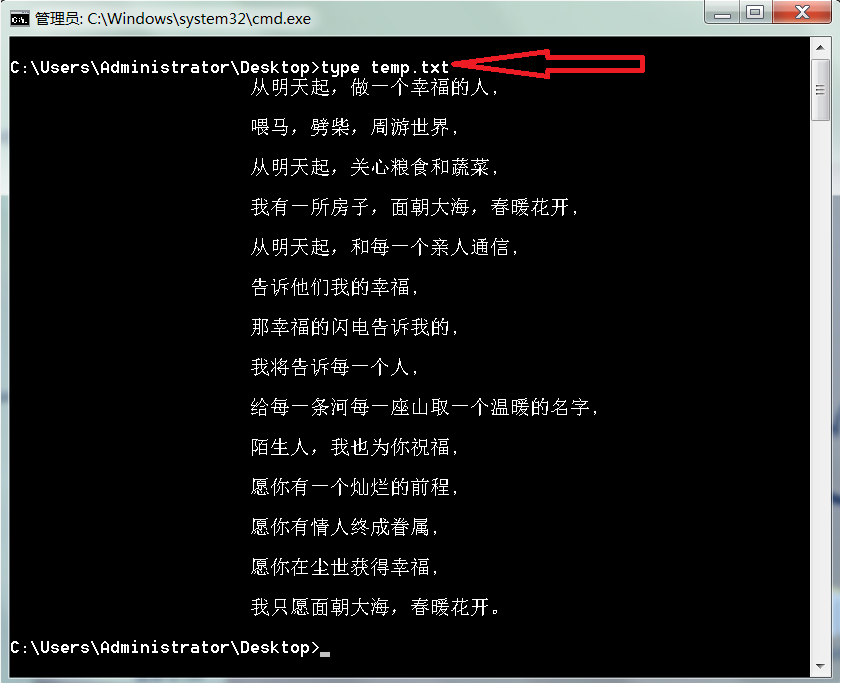 管理员: C:\Windows\system32\cmd.exe
C:\Users\Administrator\Desktop>type temp.txt
从明天起，做一个幸福的人，
喂马，劈柴，周游世界，
从明天起，关心粮食和蔬菜，
我有一所房子，面朝大海，春暖花开，
从明天起，和每一个亲人通信，
告诉他们我的幸福，
那幸福的闪电告诉我的，
我将告诉每一个人，
给每一条河每一座山取一个温暖的名字，
陌生人，我也为你祝福，
愿你有一个灿烂的前程，
愿你有情人终成眷属，
愿你在尘世获得幸福，
我只愿面朝大海，春暖花开。
C:\Users\Administrator\Desktop>_